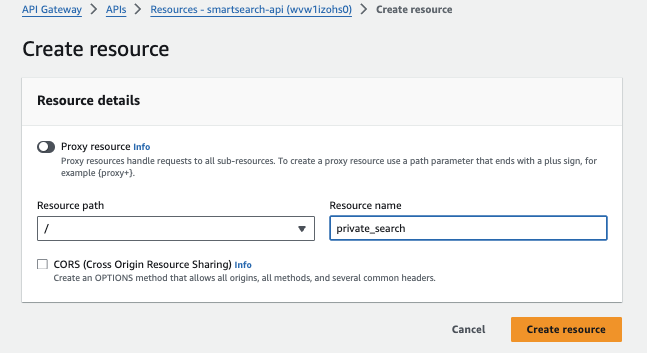 API Gateway > APIs > Resources - smartsearch-api (wvw1izohs0) > Create resource
Create resource
Resource details
Proxy resource Info
Proxy resources handle requests to all sub-resources. To create a proxy resource use a path parameter that ends with a plus sign, for
example {proxy+}.
Resource path Resource name
/ private_search
CORS (Cross Origin Resource Sharing) Info
Create an OPTIONS method that allows all origins, all methods, and several common headers.
Cancel Create resource